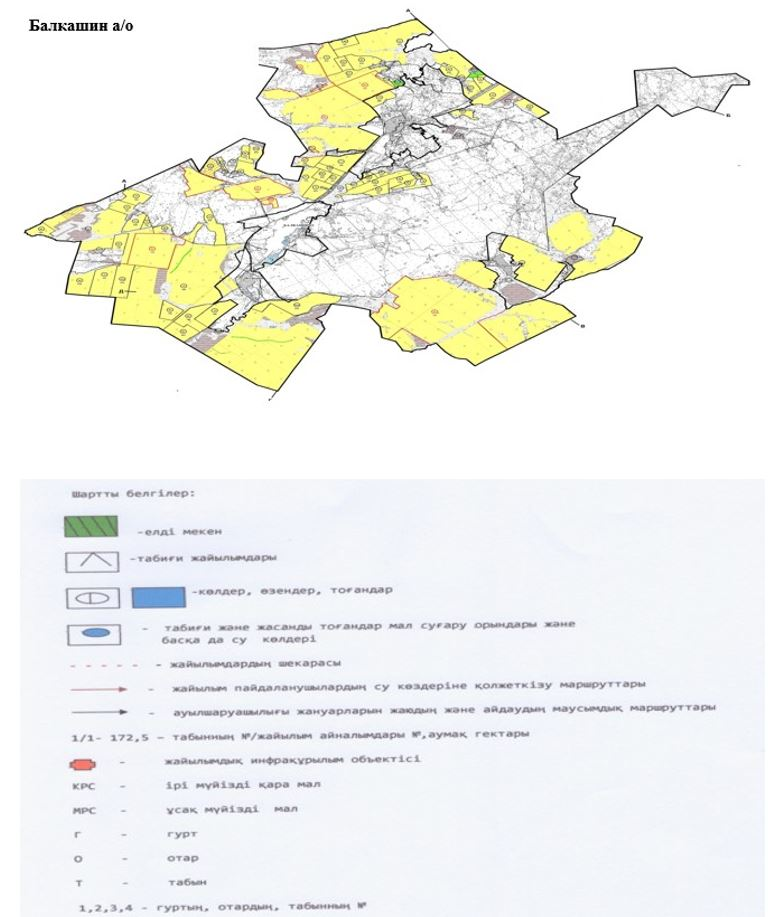 Балкашин а/о
А
Б
А
Д
В
Шартты белгілер:
-елді мекен
-табиғи жайылымдары
-көлдер, өзендер, тоғандар
- табиғи және жасанды тоғандар мал суғару орындары және
басқа да су көлдері
- жайылымдардың шекарасы
- жайылым пайдаланушылардың су көздеріне қолжеткізу маршруттары
- ауылшаруашылығы жануарларын жаюдың және айдаудың маусымдық маршруттары
1/1- 172,5 – табынның №/жайылым айналымдары №,аумақ гектары
- жайылымдық инфрақұрылым объектісі
КРС - ірі мүйізді қара мал
МРС - ұсақ мүйізді мал
Г - гурт
О - отар
Т - табын
1,2,3,4 - гуртың, отардың, табынның №